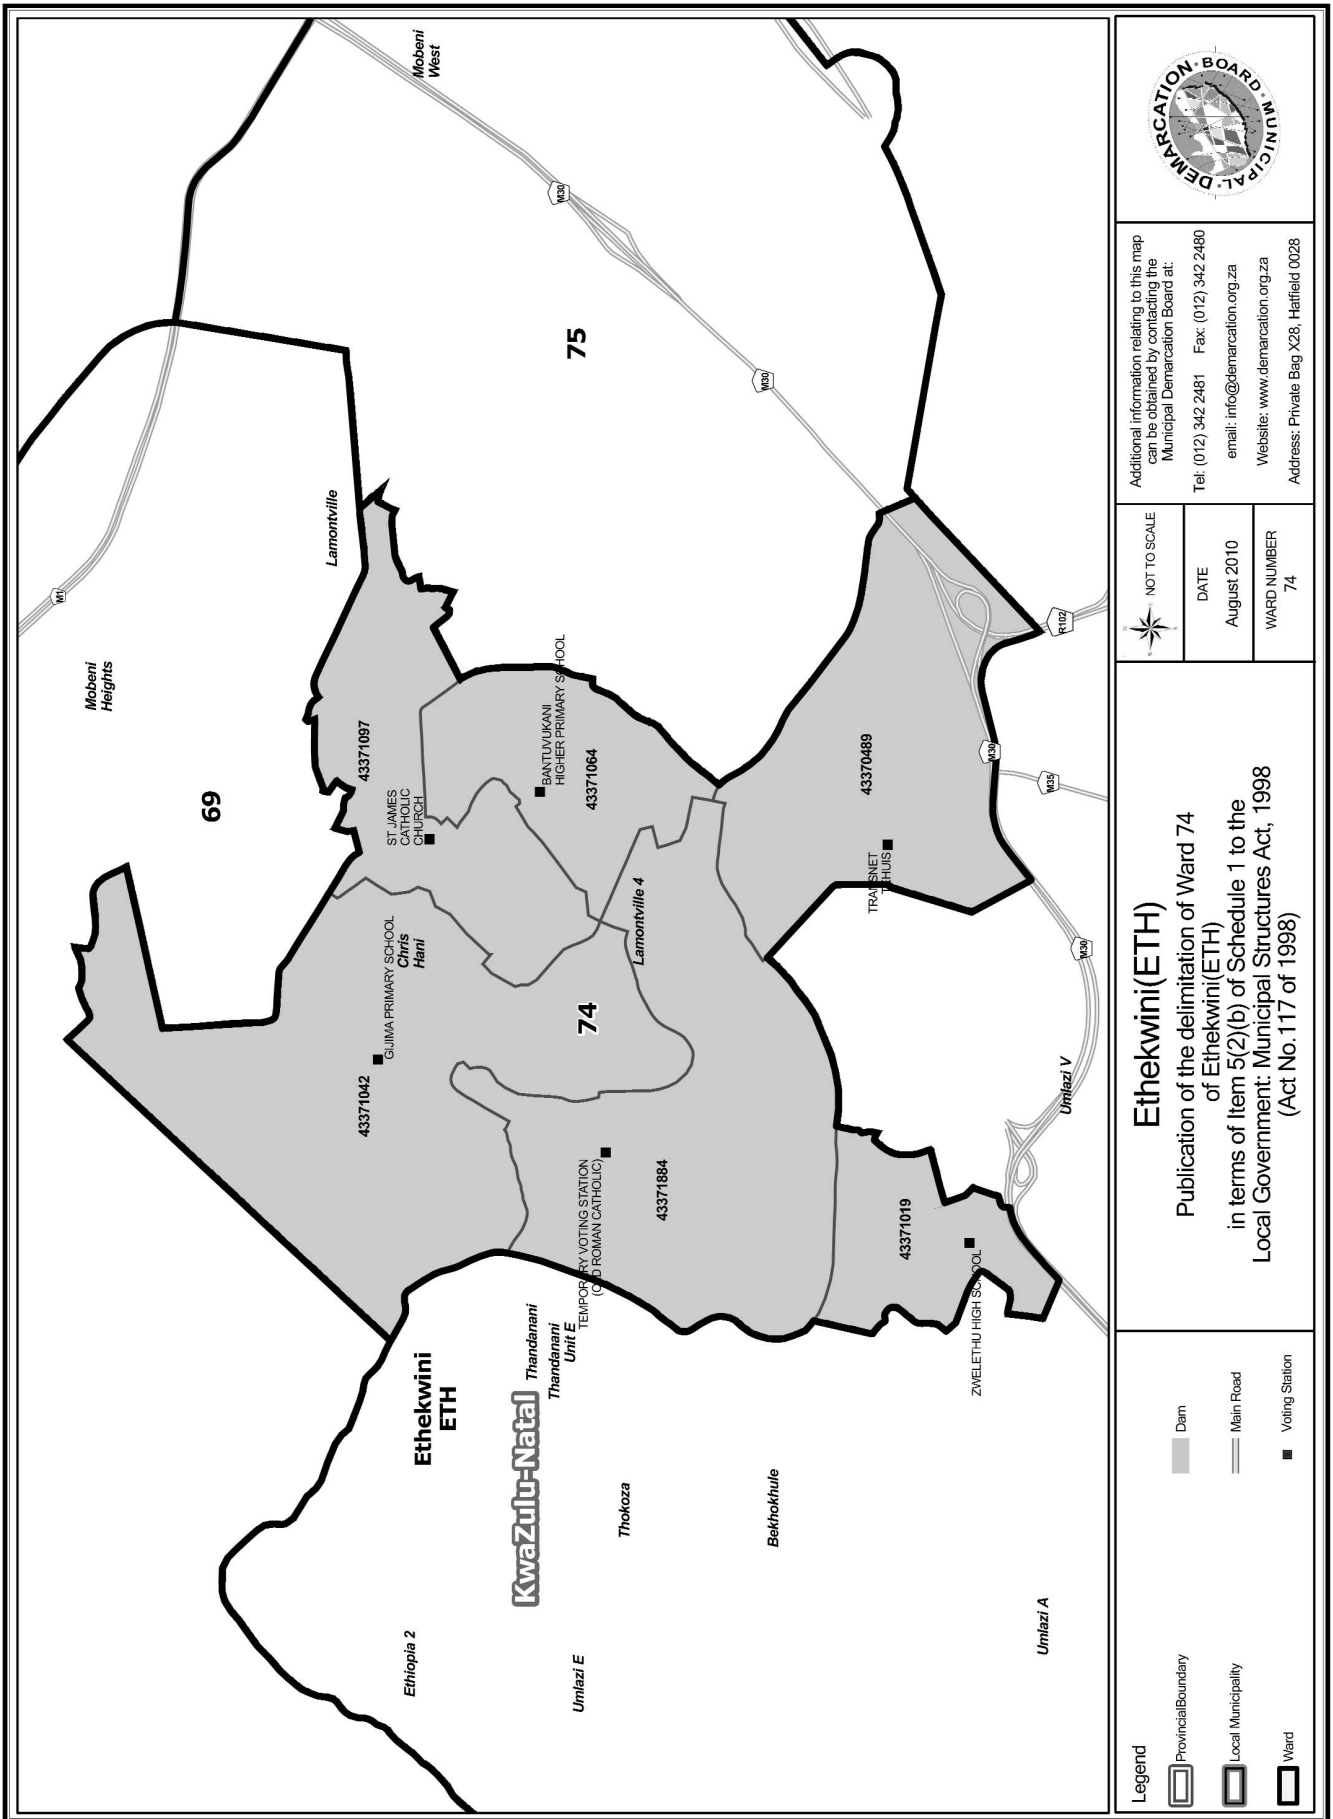 Mobeni
West
M30
M1
Mobeni
Heights
69
Lamontville
75
M30
43371097
ST JAMES
CATHOLIC
CHURCH
BANTUVUKANI
HIGHER PRIMARY SCHOOL
43371064
43370489
TRANSNET
R102
M30
M35
M30
GIJIMA PRIMARY SCHOOL
Chris
Hani
43371042
Lamontville 4
74
TEMPORARY VOTING STATION
(OLD ROMAN CATHOLIC)
43371884
43371019
ZWELETHU HIGH SCHOOL
Umlazi V
Ethekwini
ETH
KwaZulu-Natal
Thandanani
Thandanani
Unit E
Thokoza
Bekhokhule
Ethiopia 2
Umlazi E
Umlazi A
Legend
ProvincialBoundary
Local Municipality
Ward
Dam
Main Road
Voting Station
Ethekwini(ETH)
Publication of the delimitation of Ward 74
of Ethekwini(ETH)
in terms of Item 5(2)(b) of Schedule 1 to the
Local Government: Municipal Structures Act, 1998
(Act No.117 of 1998)
NOT TO SCALE
DATE
August 2010
WARD NUMBER
74
Additional information relating to this map
can be obtained by contacting the
Municipal Demarcation Board at:
Tel: (012) 342 2481 Fax: (012) 342 2480
email: info@demarcation.org.za
Website: www.demarcation.org.za
Address: Private Bag X28, Hatfield 0028
MUNICIPAL DEMARCATION BOARD